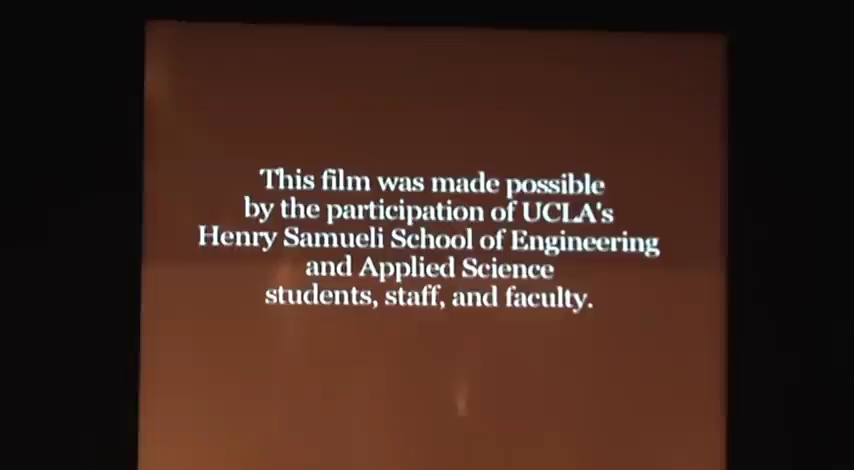 This film was made possible
by the participation of UCLA's
Henry Samueli School of Engineering
and Applied Science
students, staff, and faculty.